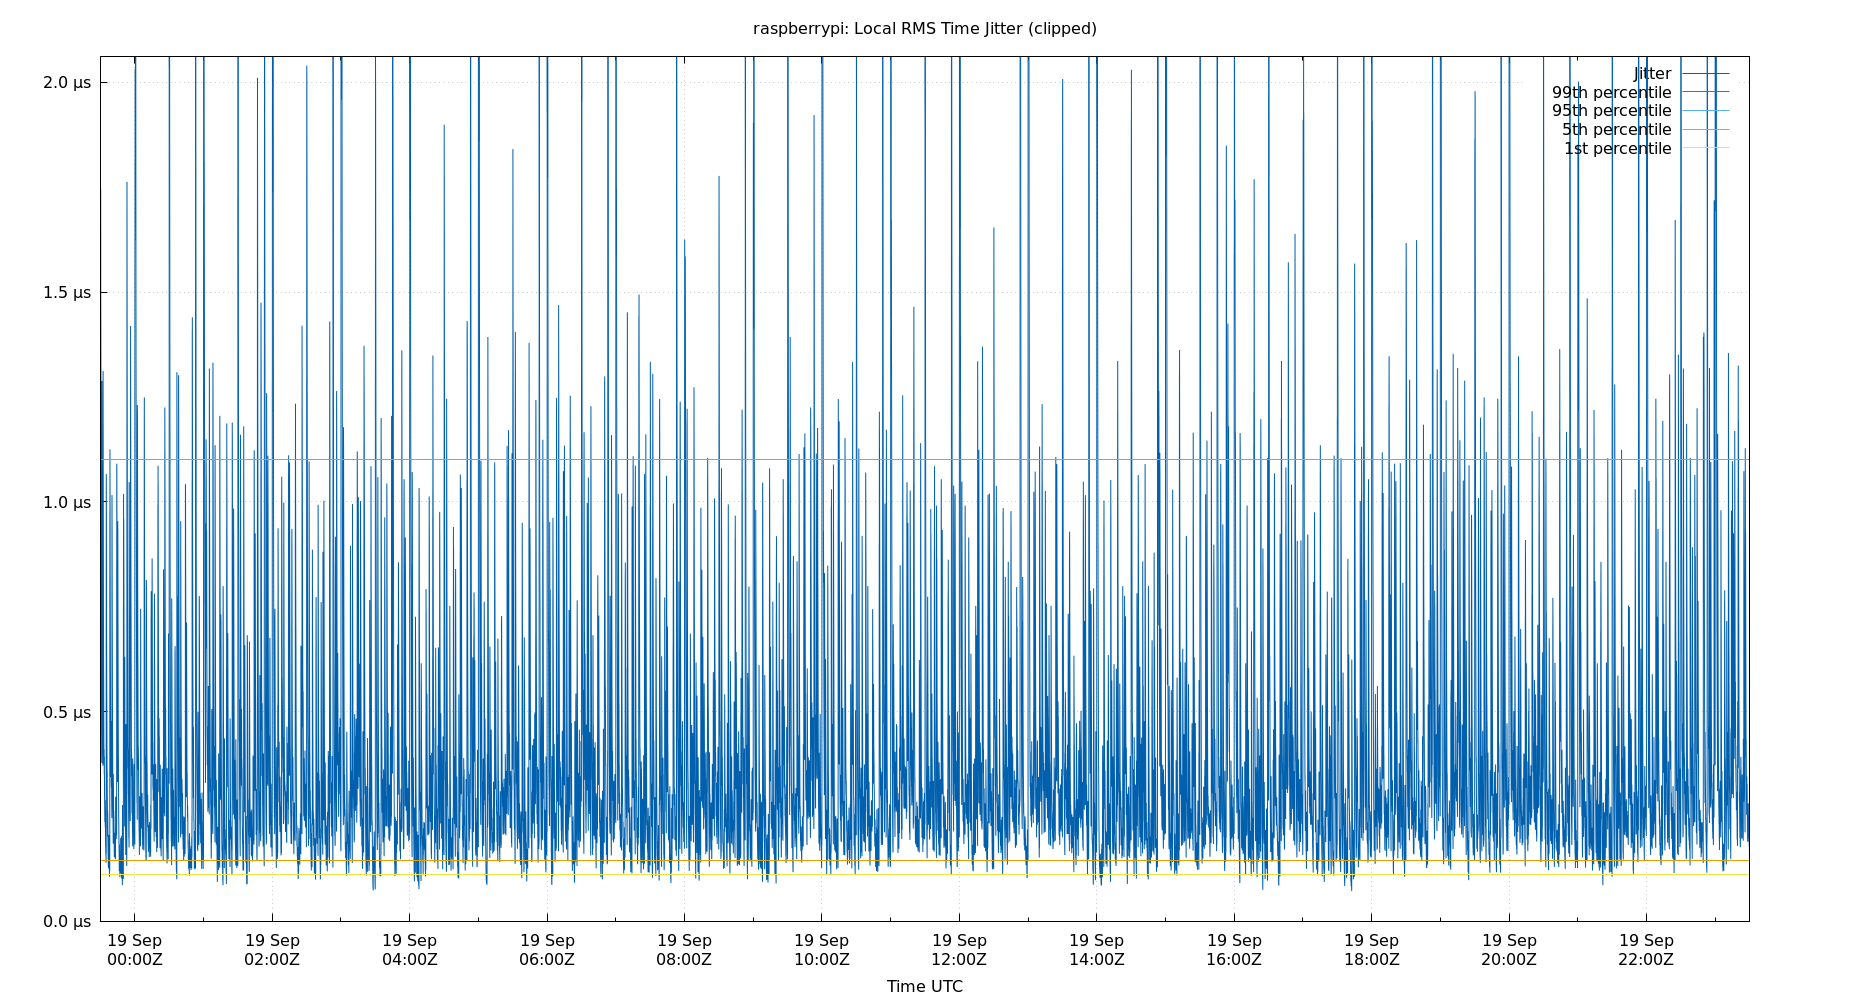 raspberrypi: Local RMS Time Jitter (clipped)
2.0 μs
1.5 μs
1.0 μs
0.5 μs
0.0 μs
Jitter
99th percentile
95th percentile
5th percentile
1st percentile
19 Sep 19 Sep 19 Sep 19 Sep 19 Sep 19 Sep 19 Sep 19 Sep 19 Sep 19 Sep 19 Sep 19 Sep
00:00Z 02:00Z 04:00Z 06:00Z 08:00Z 10:00Z 12:00Z 14:00Z 16:00Z 18:00Z 20:00Z 22:00Z
Time UTC